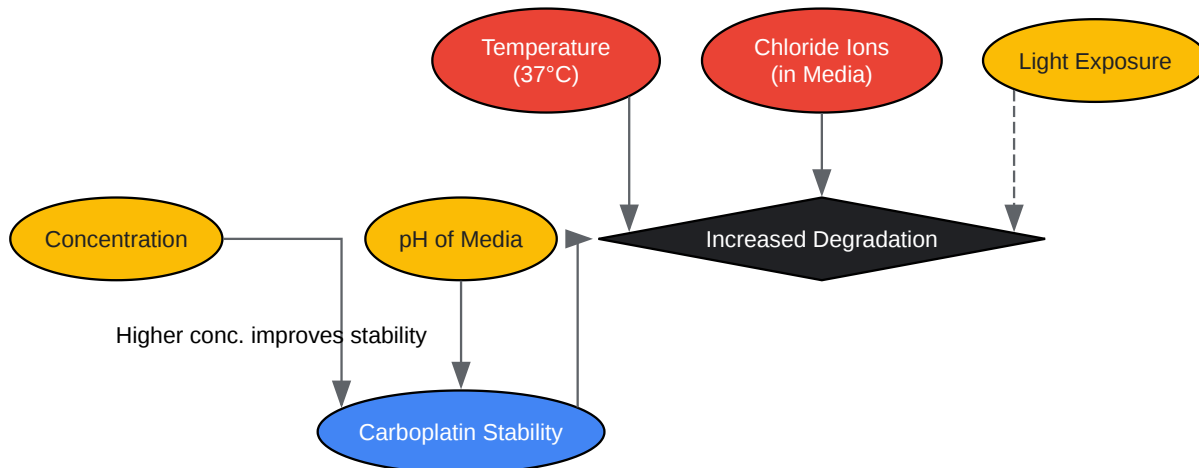 Temperature
(37°C)
Chloride Ions
(in Media)
Light Exposure
Concentration
pH of Media
Increased Degradation
Higher conc. improves stability
Carboplatin Stability